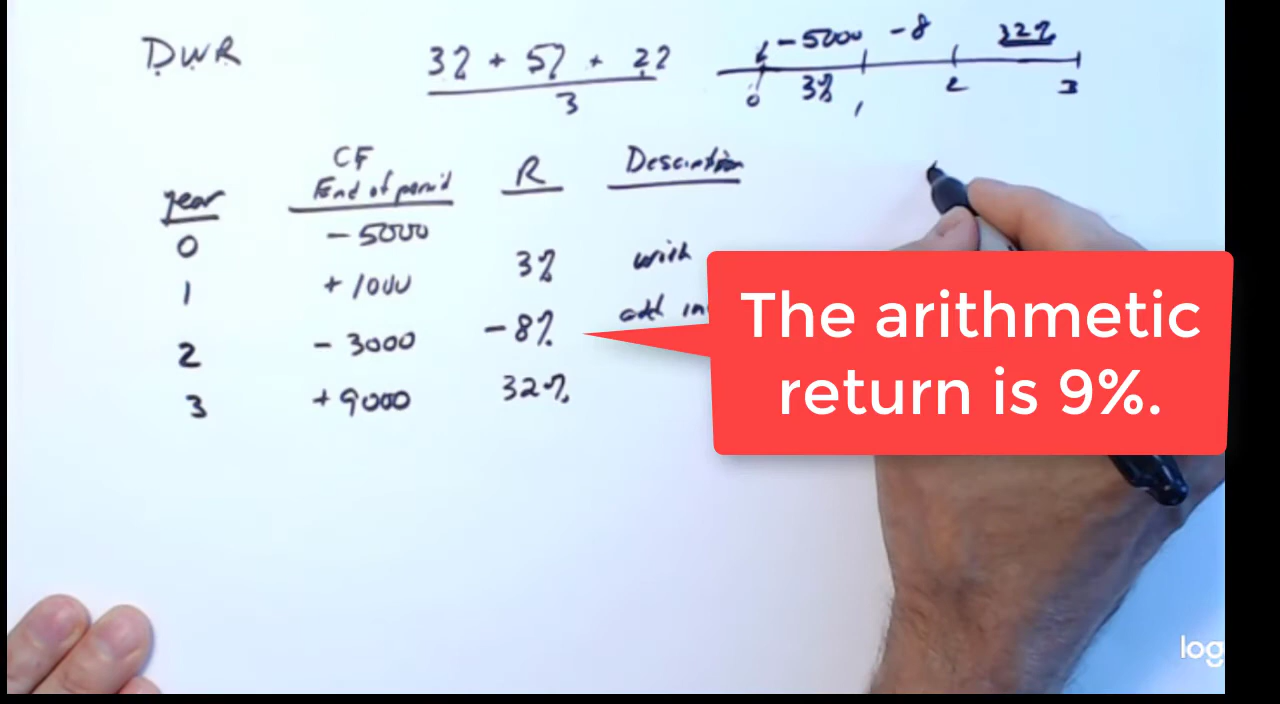 DWR
3% + 5% + 2%
3
-5000 -8 32%
0 3% 1 2 3
CF
year End of period R Description
0 -5000
1 +1000 3% with
2 - 3000 -8% add in
3 +9000 32%
The arithmetic
return is 9%.
log